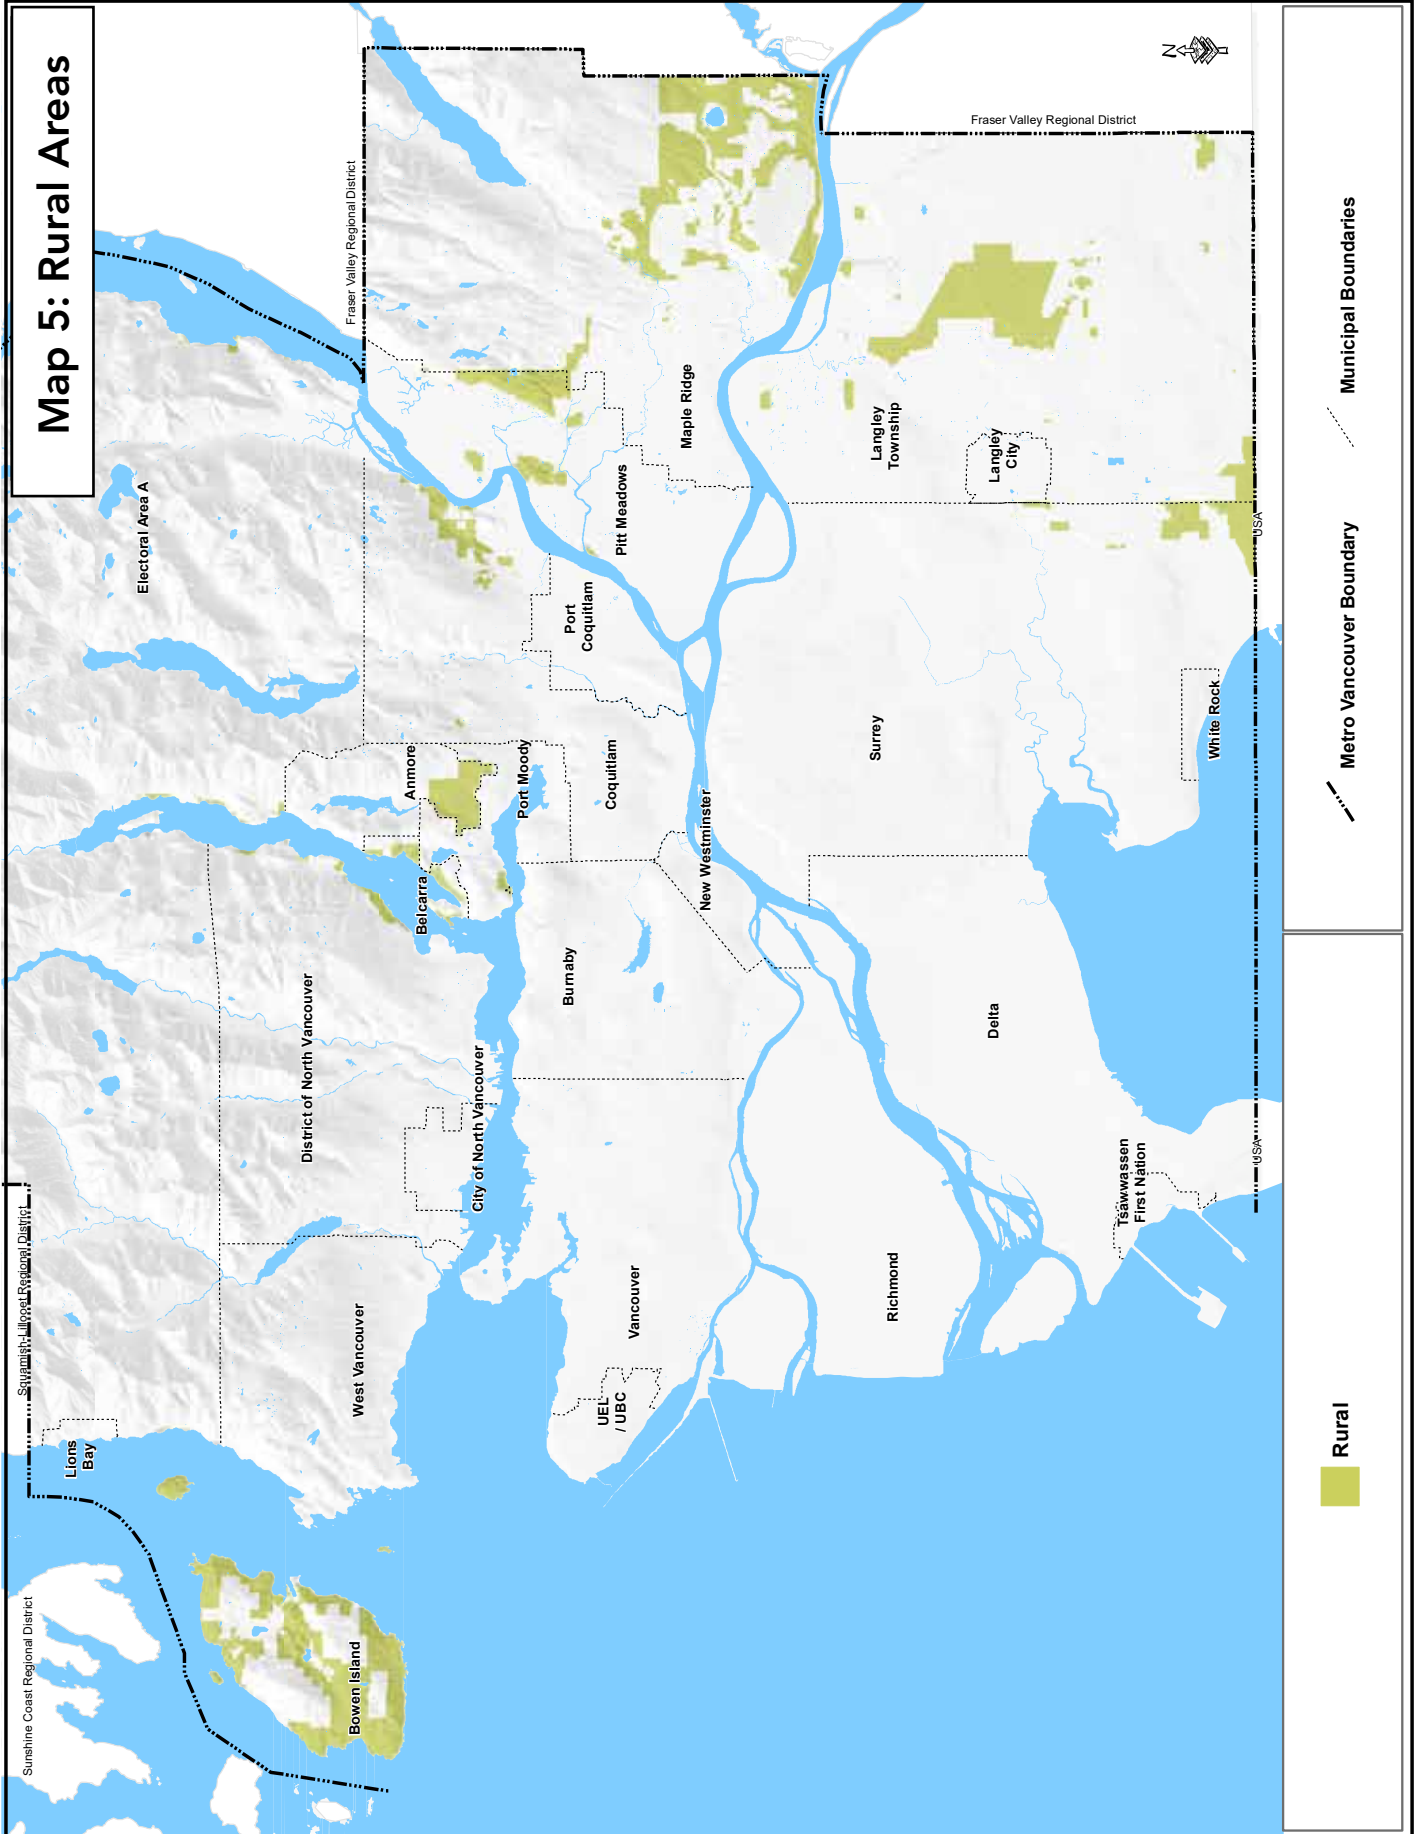 Map 5: Rural Areas
Sunshine Coast Regional District
Squamish-Lillooet Regional District
Fraser Valley Regional District
Fraser Valley Regional District
N
Electoral Area A
Lions
Bay
Bowen Island
West Vancouver
District of North Vancouver
City of North Vancouver
Belcarra
Anmore
Port Moody
Coquitlam
Port
Coquitlam
Pitt Meadows
Maple Ridge
UEL
/ UBC
Vancouver
Burnaby
New Westminster
Richmond
Delta
Surrey
Langley
Township
Langley
City
White Rock
Tsawwassen
First Nation
USA
USA
Rural
Metro Vancouver Boundary
Municipal Boundaries